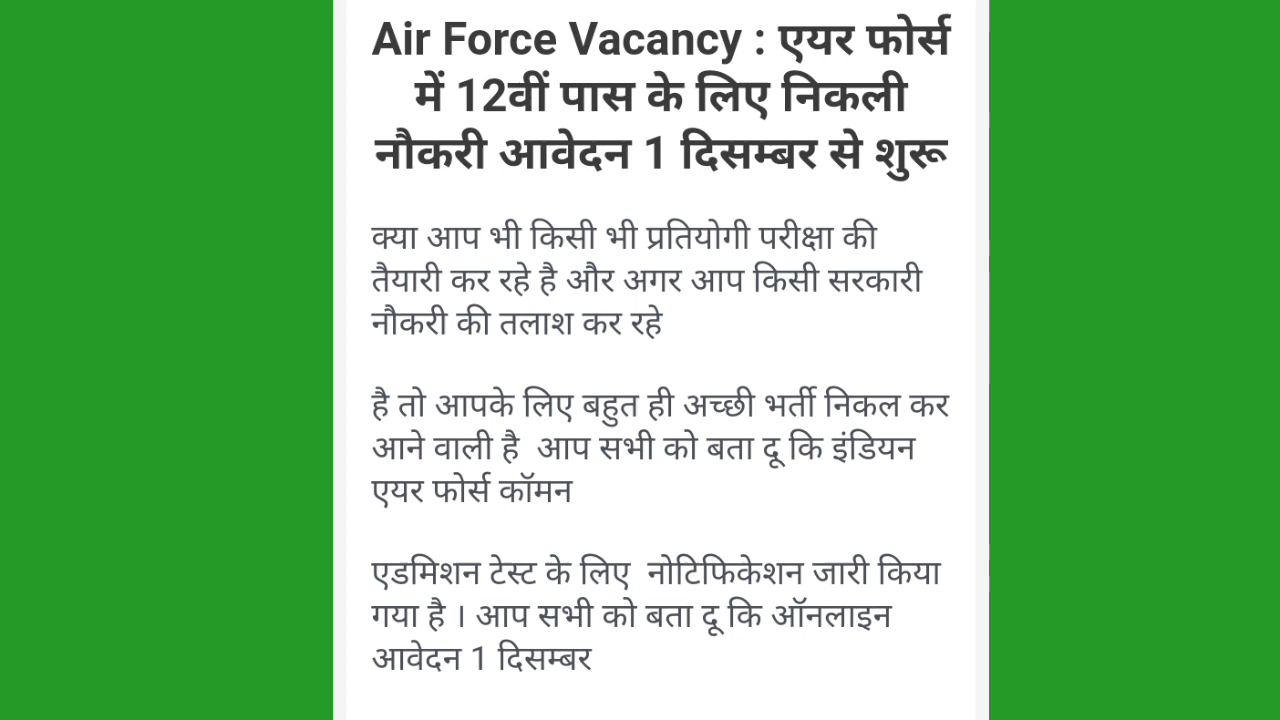 Air Force Vacancy : एयर फोर्स
में 12वीं पास के लिए निकली
नौकरी आवेदन 1 दिसम्बर से शुरू
क्या आप भी किसी भी प्रतियोगी परीक्षा की
तैयारी कर रहे है और अगर आप किसी सरकारी
नौकरी की तलाश कर रहे
है तो आपके लिए बहुत ही अच्छी भर्ती निकल कर
आने वाली है  आप सभी को बता दू कि इंडियन
एयर फोर्स कॉमन
एडमिशन टेस्ट के लिए  नोटिफिकेशन जारी किया
गया है । आप सभी को बता दू कि ऑनलाइन
आवेदन 1 दिसम्बर